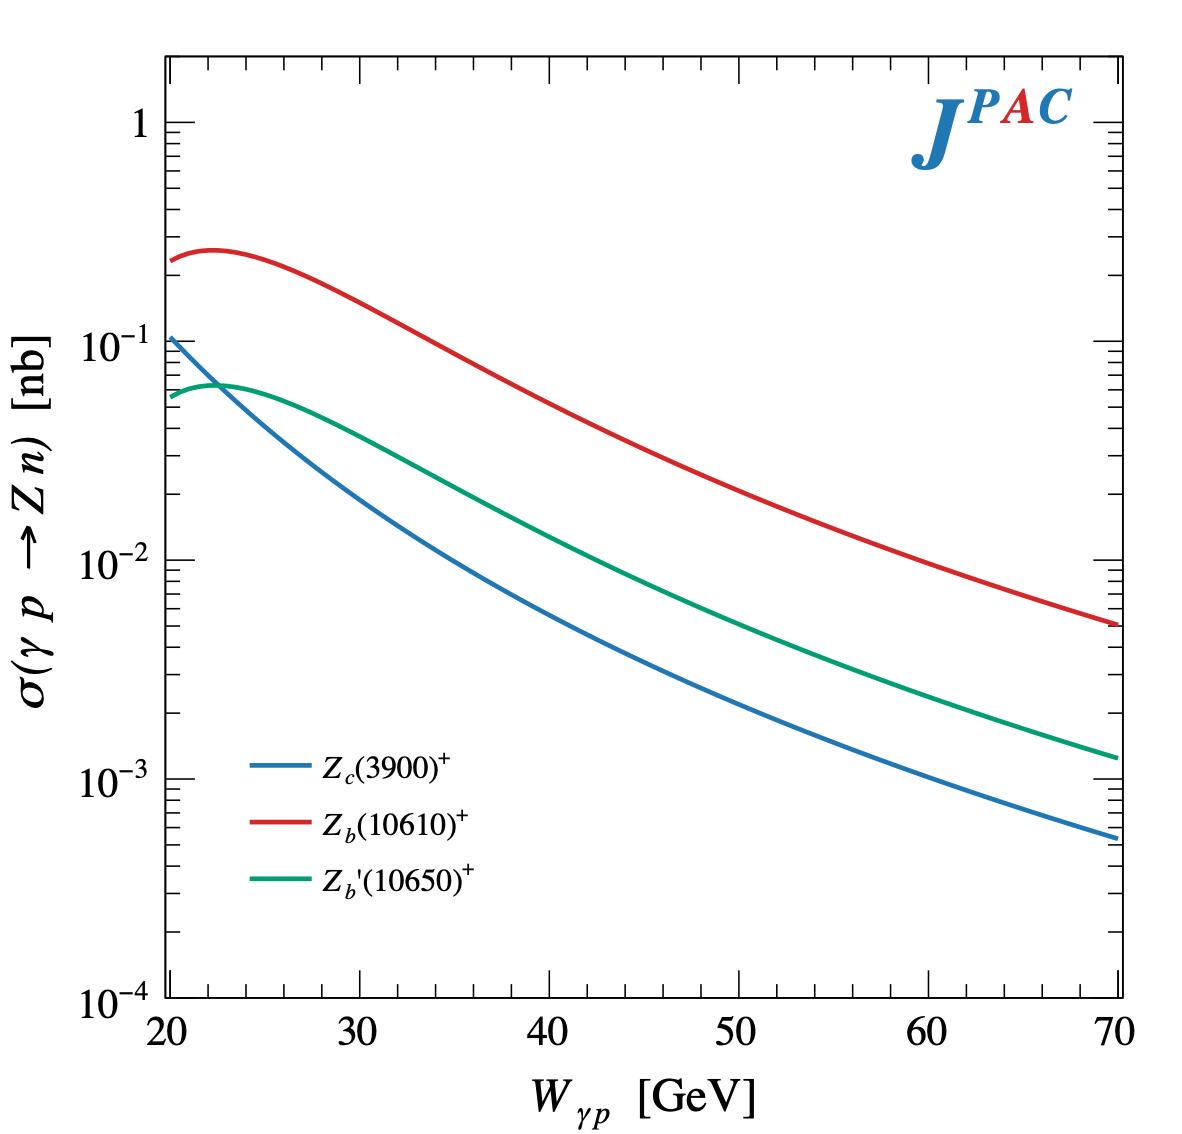 J^PAC
1
10⁻¹
10⁻²
10⁻³
10⁻⁴
σ(γ p → Z n) [nb]
Z_c(3900)⁺
Z_b(10610)⁺
Z_b'(10650)⁺
20 30 40 50 60 70
W_γp [GeV]